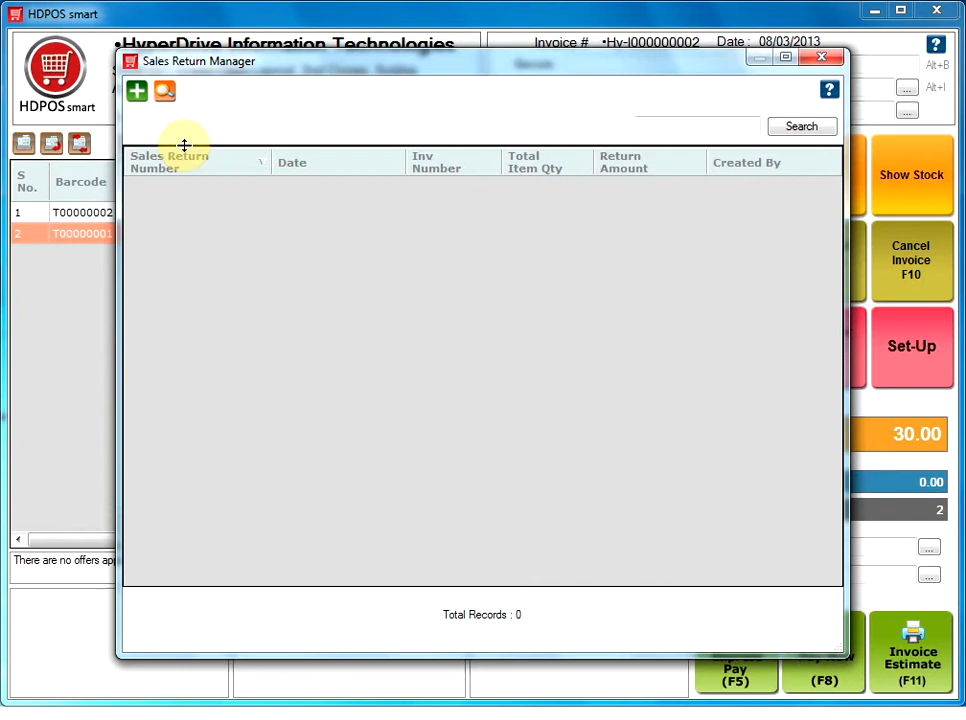 HDPOS smart
•HyperDrive Information Technologies
Invoice #
•Hy-I000000002
Date :
08/03/2013
?
Alt+B
...
Alt+I
...
HDPOS smart
Sales Return Manager
?
Search
Sales Return
Number
Date
Inv
Number
Total
Item Qty
Return
Amount
Created By
Total Records : 0
S
No.
Barcode
1
T00000002
2
T00000001
There are no offers app
Show Stock
Cancel
Invoice
F10
Set-Up
30.00
0.00
2
...
...
Pay
(F5)
(F8)
Invoice
Estimate
(F11)